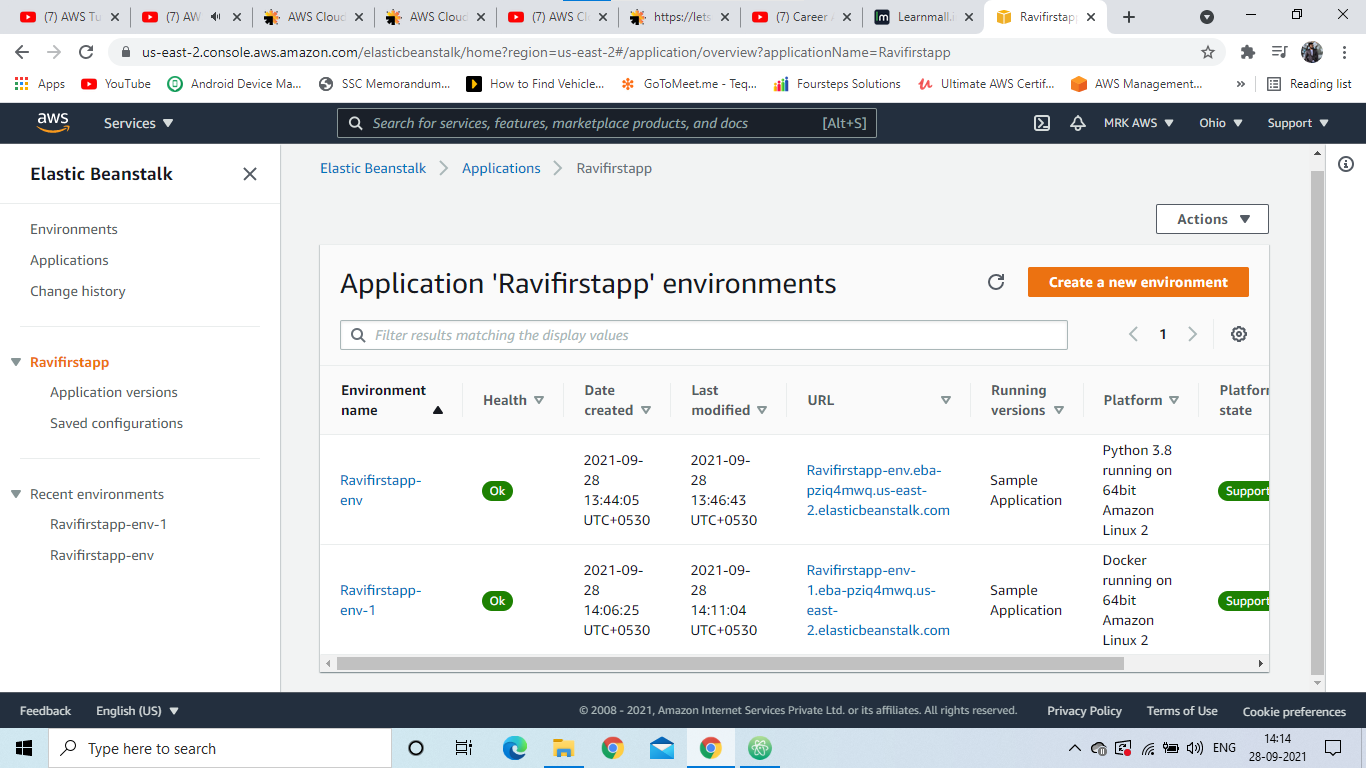 (7) AWS Tu
(7) AW
AWS Cloud
AWS Cloud
(7) AWS Cl
https://lets
(7) Career A
Learnmall.i
Ravifirstapp
us-east-2.console.aws.amazon.com/elasticbeanstalk/home?region=us-east-2#/application/overview?applicationName=Ravifirstapp
Apps
YouTube
Android Device Ma...
SSC Memorandum...
How to Find Vehicle...
GoToMeet.me - Teq...
Foursteps Solutions
Ultimate AWS Certif...
AWS Management...
»
Reading list
aws
Services
Search for services, features, marketplace products, and docs
[Alt+S]
MRK AWS
Ohio
Support
Elastic Beanstalk
Environments
Applications
Change history
Ravifirstapp
Application versions
Saved configurations
Recent environments
Ravifirstapp-env-1
Ravifirstapp-env
Elastic Beanstalk
Applications
Ravifirstapp
Actions
Application 'Ravifirstapp' environments
Create a new environment
Filter results matching the display values
1
Environment
name
Health
Date
created
Last
modified
URL
Running
versions
Platform
Platform
state
Ravifirstapp-
env
Ok
2021-09-
28
13:44:05
UTC+0530
2021-09-
28
13:46:43
UTC+0530
Ravifirstapp-env.eba-
pziq4mwq.us-east-
2.elasticbeanstalk.com
Sample
Application
Python 3.8
running on
64bit
Amazon
Linux 2
Support
Ravifirstapp-
env-1
Ok
2021-09-
28
14:06:25
UTC+0530
2021-09-
28
14:11:04
UTC+0530
Ravifirstapp-env-
1.eba-pziq4mwq.us-
east-
2.elasticbeanstalk.com
Sample
Application
Docker
running on
64bit
Amazon
Linux 2
Support
Feedback
English (US)
© 2008 - 2021, Amazon Internet Services Private Ltd. or its affiliates. All rights reserved.
Privacy Policy
Terms of Use
Cookie preferences
Type here to search
ENG
14:14
28-09-2021